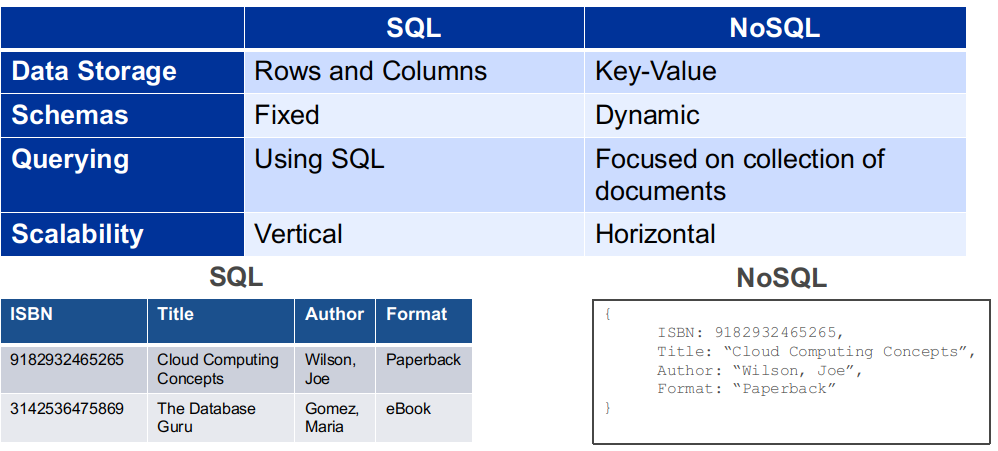 SQL NoSQL
Data Storage Rows and Columns Key-Value
Schemas Fixed Dynamic
Querying Using SQL Focused on collection of
documents
Scalability Vertical Horizontal
SQL
ISBN Title Author Format
9182932465265 Cloud Computing Wilson, Paperback
Concepts Joe
3142536475869 The Database Gomez, eBook
Guru Maria
NoSQL
{
ISBN: 9182932465265,
Title: “Cloud Computing Concepts”,
Author: “Wilson, Joe”,
Format: “Paperback”
}